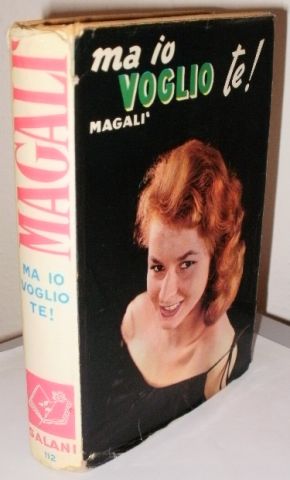 ma io
VOGLIO te!
MAGALI'
MAGALI'
MA IO
VOGLIO
TE!
SALANI
112